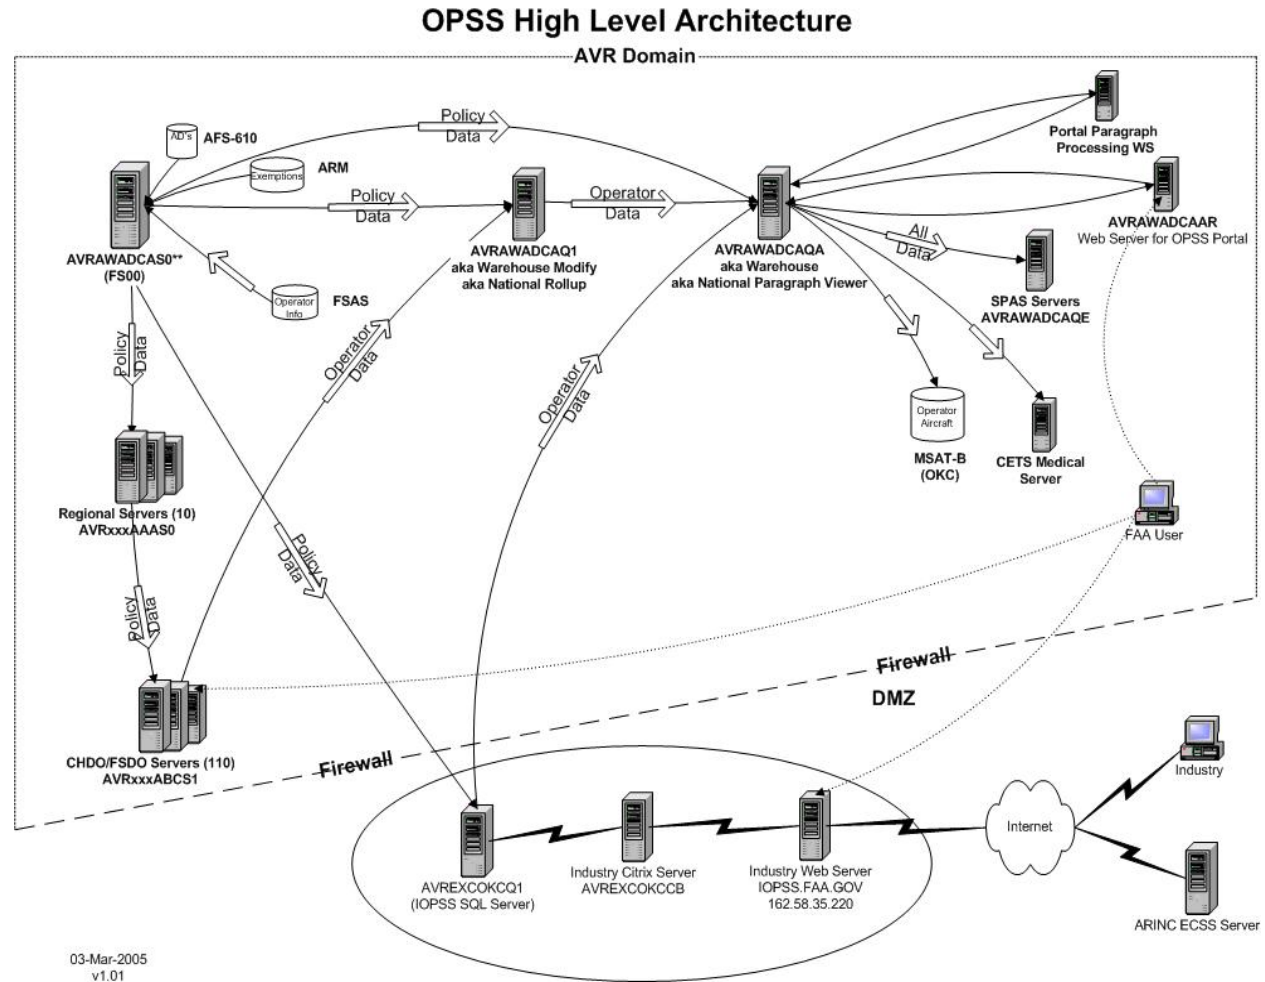 OPSS High Level Architecture
AVR Domain
AD's
AFS-610
Exemptions
ARM
Policy
Data
Policy
Data
Operator
Data
Portal Paragraph
Processing WS
AVRAWADCAS0**
(FS00)
AVRAWADCAQ1
aka Warehouse Modify
aka National Rollup
AVRAWADCAQA
aka Warehouse
aka National Paragraph Viewer
AVRAWADCAAR
Web Server for OPSS Portal
All
Data
SPAS Servers
AVRAWADCAQE
Operator
Info
FSAS
Policy
Data
Operator
Data
Operator
Data
Operator
Aircraft
MSAT-B
(OKC)
CETS Medical
Server
Regional Servers (10)
AVRxxxAAAS0
Policy
Data
FAA User
Policy
Data
CHDO/FSDO Servers (110)
AVRxxxABCS1
Firewall
Firewall
DMZ
Industry
Internet
AVREXCOKCQ1
(IOPSS SQL Server)
Industry Citrix Server
AVREXCOKCCB
Industry Web Server
IOPSS.FAA.GOV
162.58.35.220
ARINC ECSS Server
03-Mar-2005
v1.01